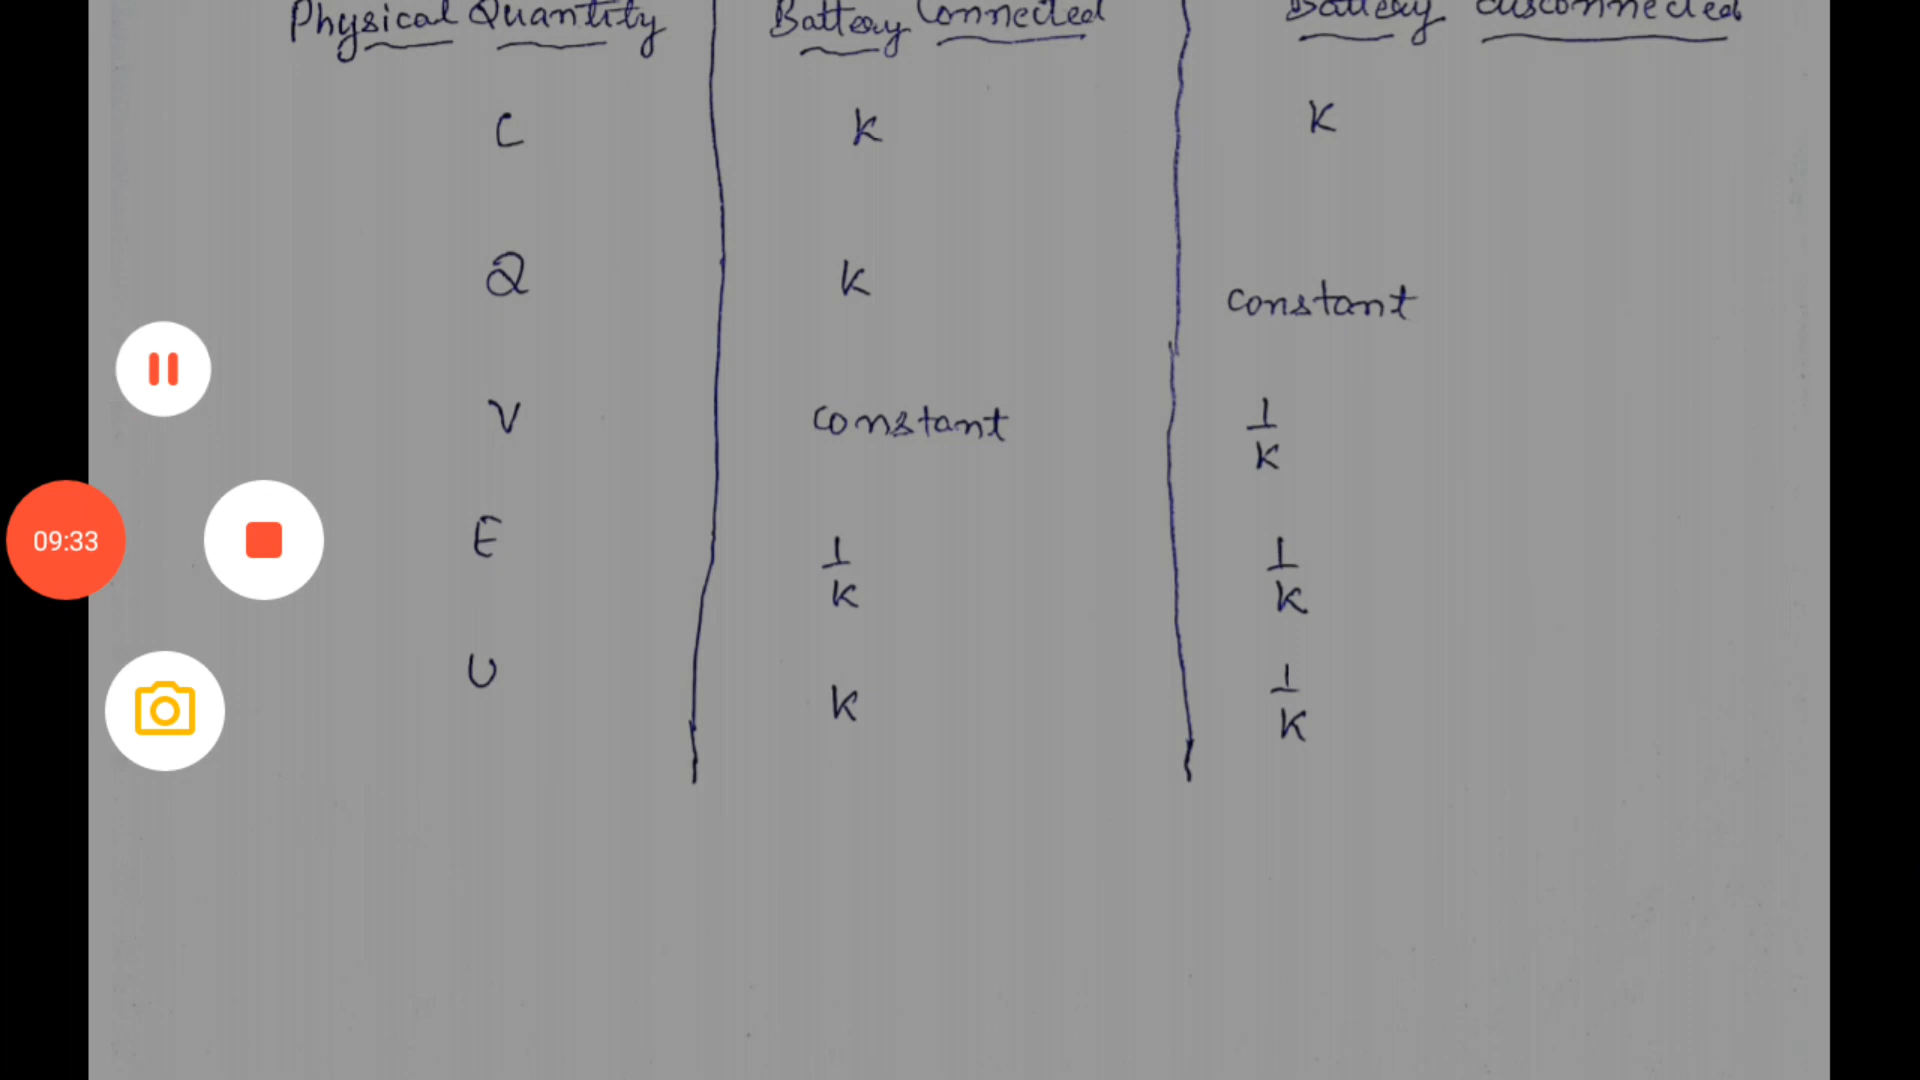 Physical Quantity Battery Connected Battery disconnected
C K K
Q K constant
V constant 1/K
E 1/K 1/K
U K 1/K
09:33